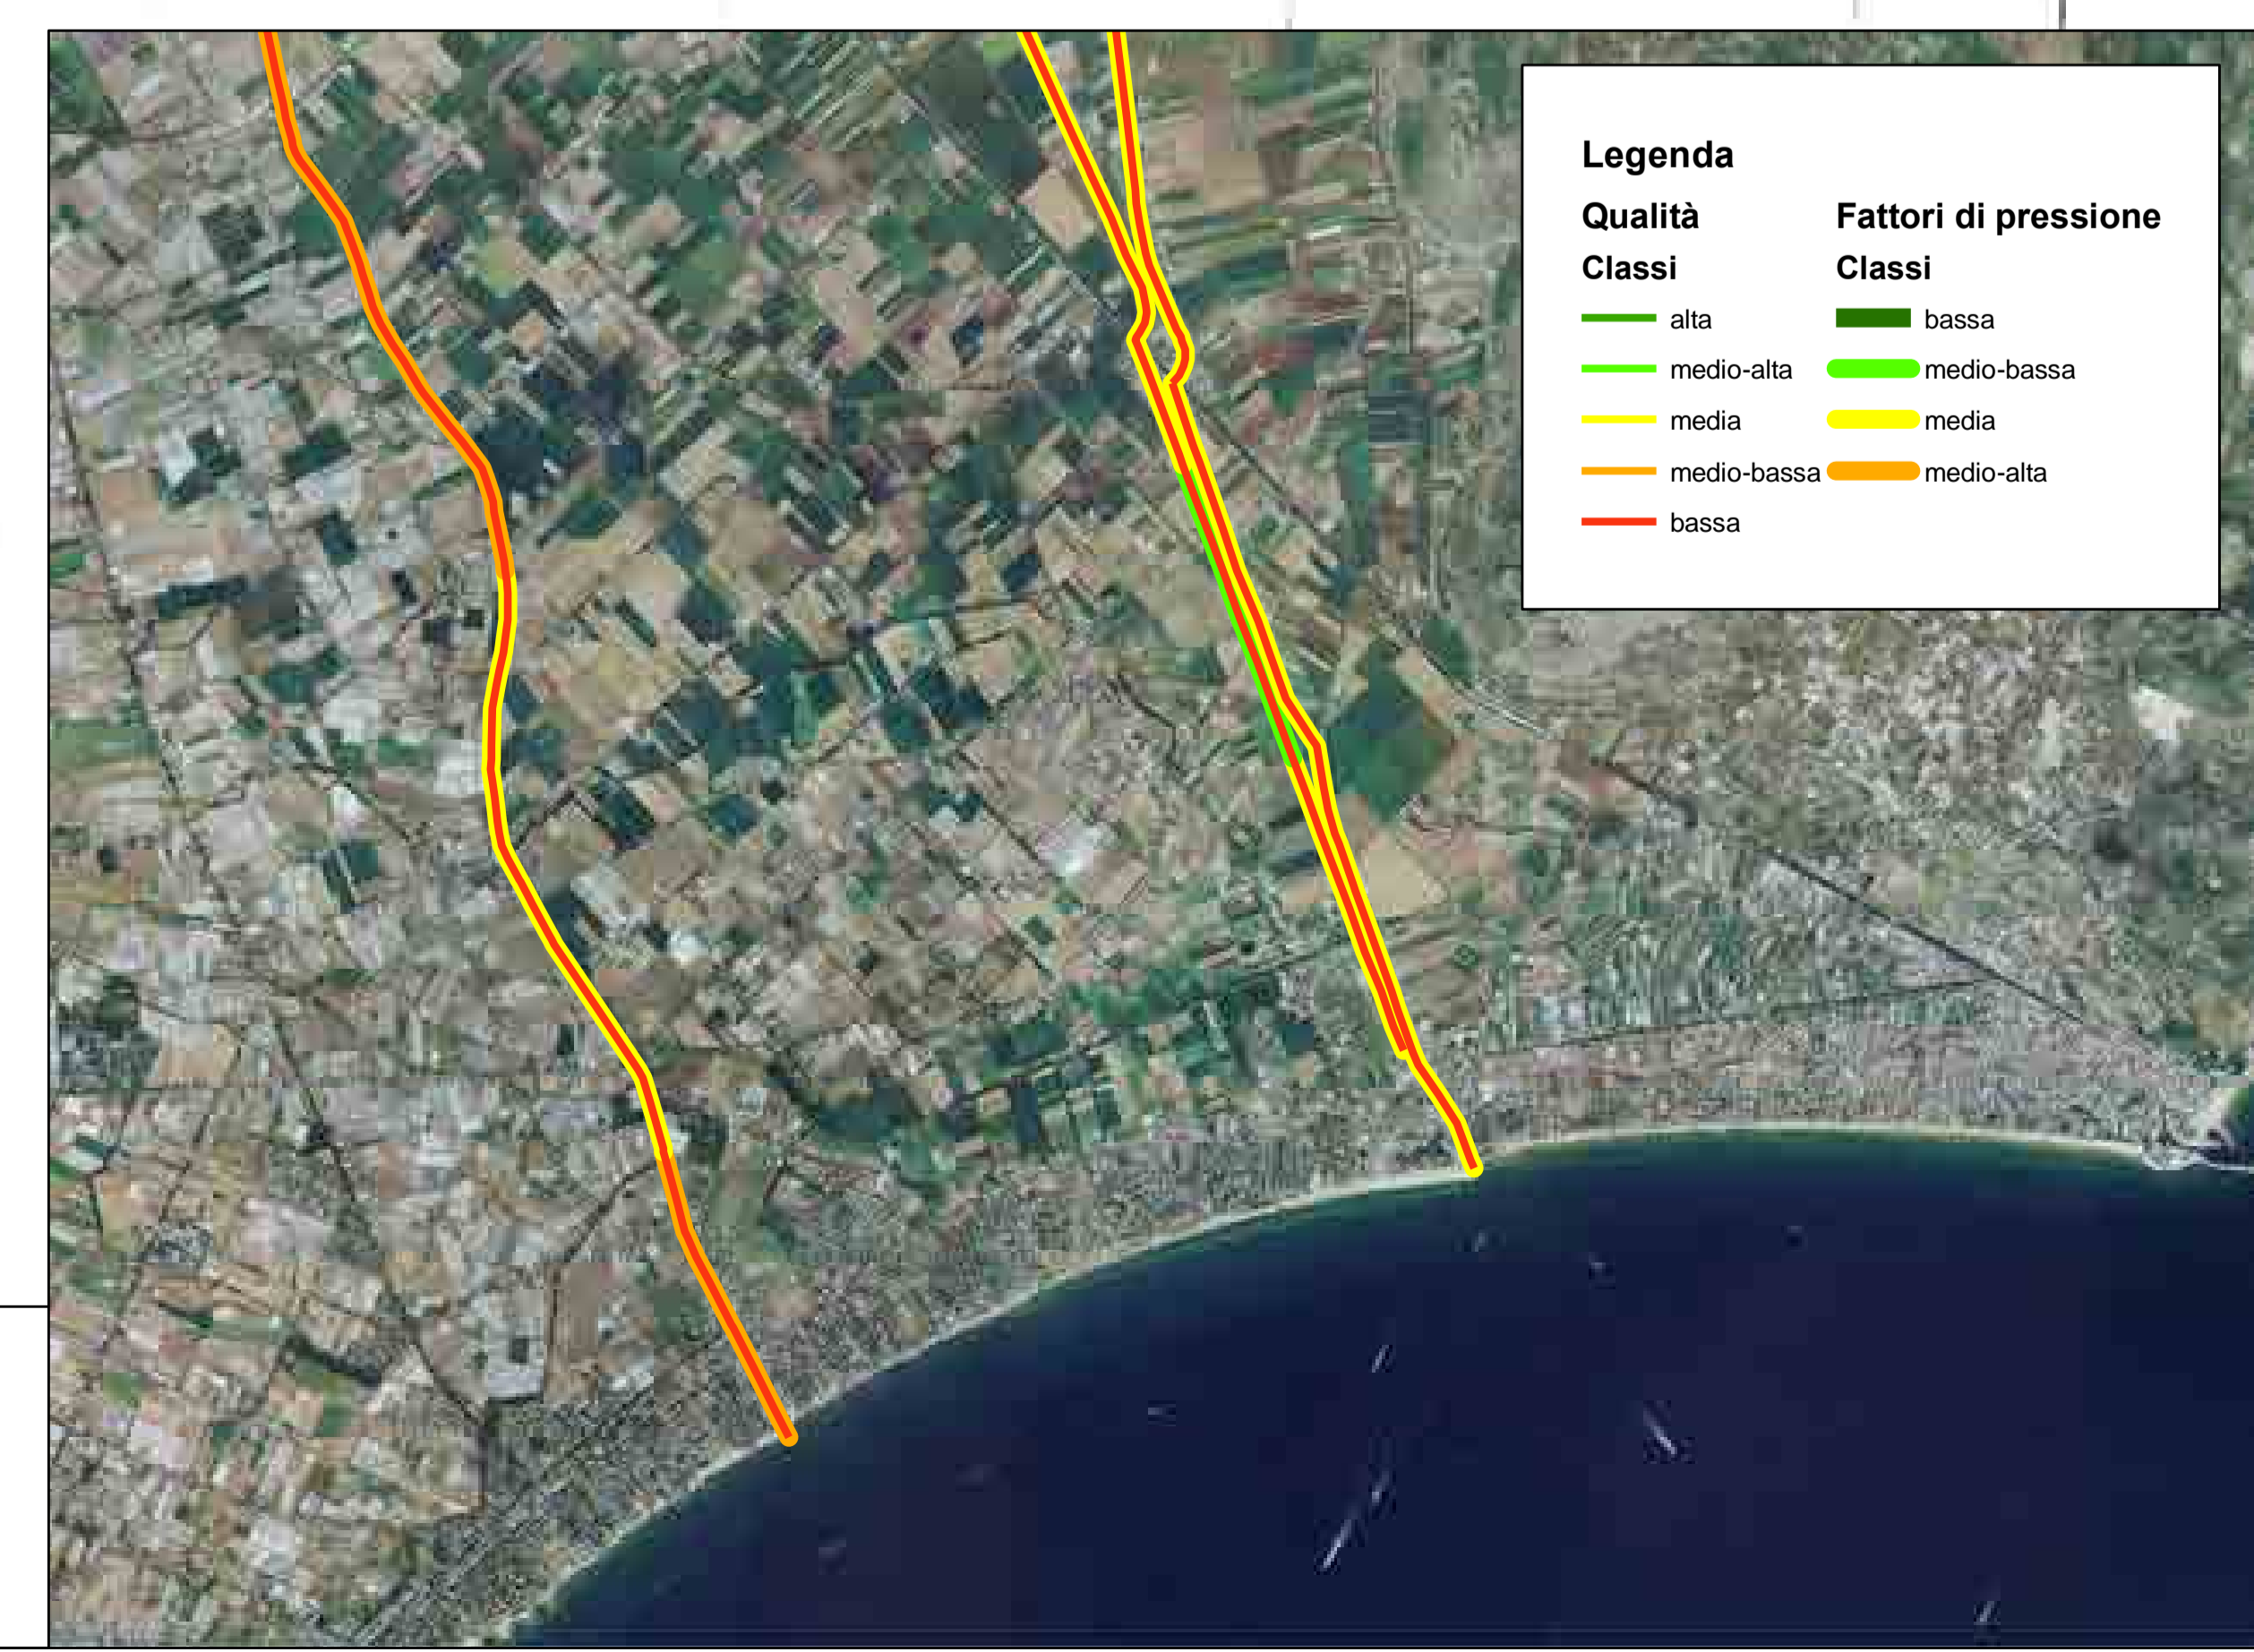 Legenda
Qualità Fattori di pressione
Classi Classi
alta bassa
medio-alta medio-bassa
media media
medio-bassa medio-alta
bassa